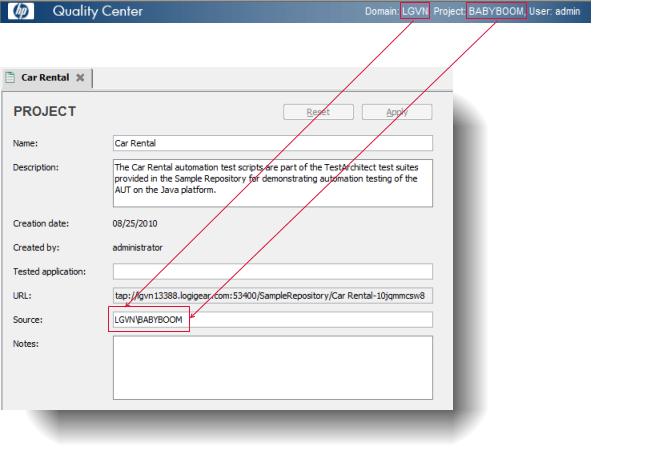 hp Quality Center Domain: LGVN Project: BABYBOOM, User: admin
Car Rental
PROJECT Reset Apply
Name: Car Rental
Description: The Car Rental automation test scripts are part of the TestArchitect test suites
provided in the Sample Repository for demonstrating automation testing of the
AUT on the Java platform.
Creation date: 08/25/2010
Created by: administrator
Tested application:
URL: tap://lgvn13388.logigear.com:53400/SampleRepository/Car Rental-10jqmmcsw8
Source: LGVN\BABYBOOM
Notes: